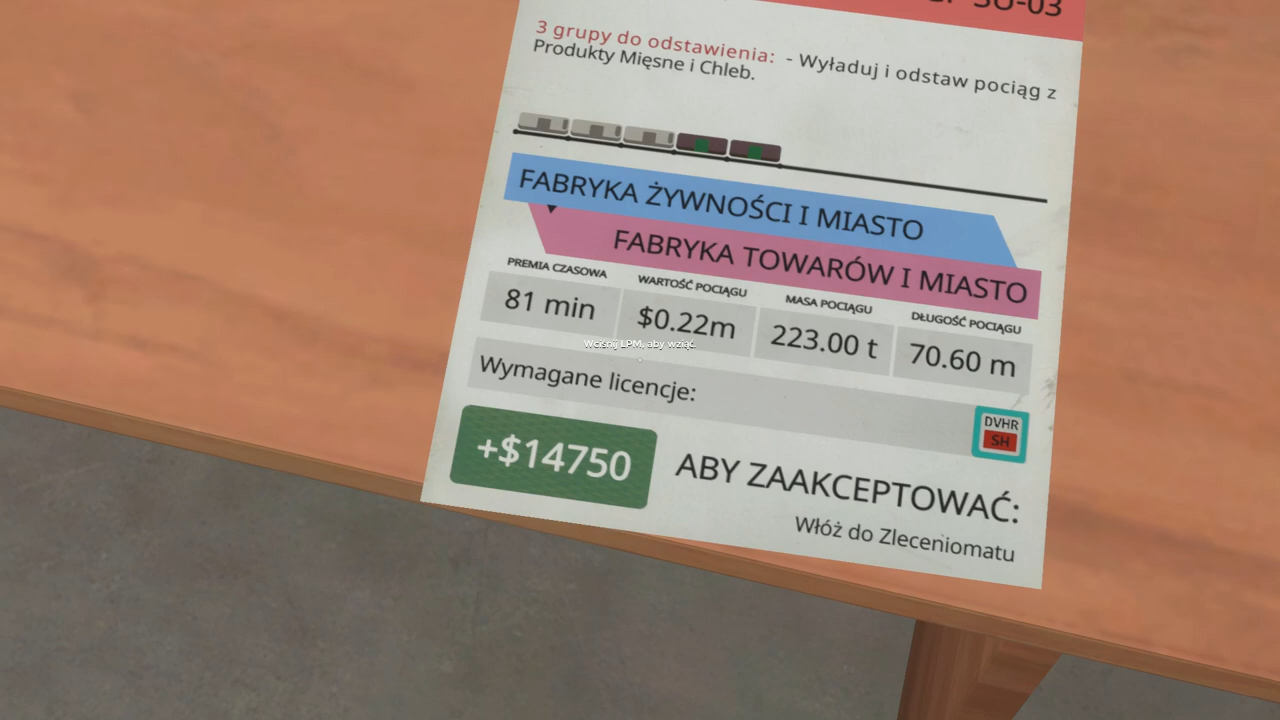 SU-03
3 grupy do odstawienia: - Wyładuj i odstaw pociąg z
Produkty Mięsne i Chleb.
FABRYKA ŻYWNOŚCI I MIASTO
FABRYKA TOWARÓW I MIASTO
PREMIA CZASOWA WARTOŚĆ POCIĄGU MASA POCIĄGU DŁUGOŚĆ POCIĄGU
81 min $0.22m 223.00 t 70.60 m
Wciśnij LPM, aby wziąć.
Wymagane licencje:
DVHR
SH
+$14750
ABY ZAAKCEPTOWAĆ:
Włóż do Zleceniomatu